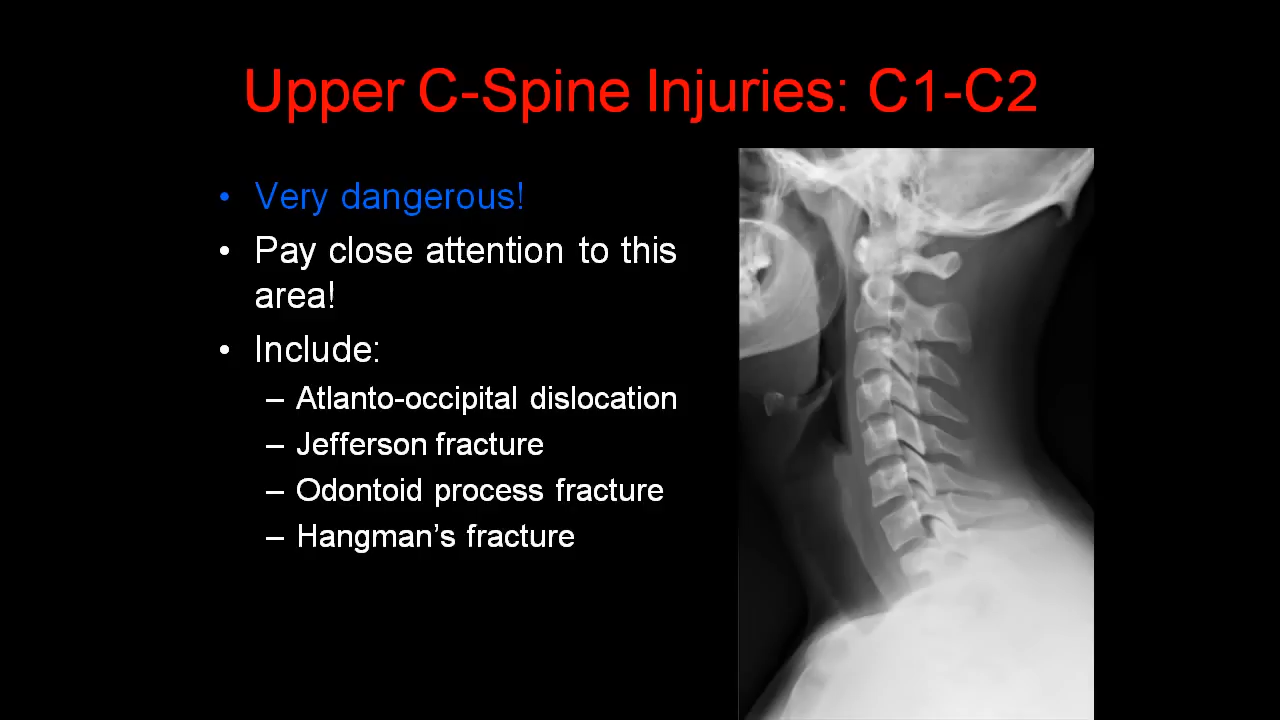 Upper C-Spine Injuries: C1-C2
• Very dangerous!
• Pay close attention to this
area!
• Include:
– Atlanto-occipital dislocation
– Jefferson fracture
– Odontoid process fracture
– Hangman’s fracture